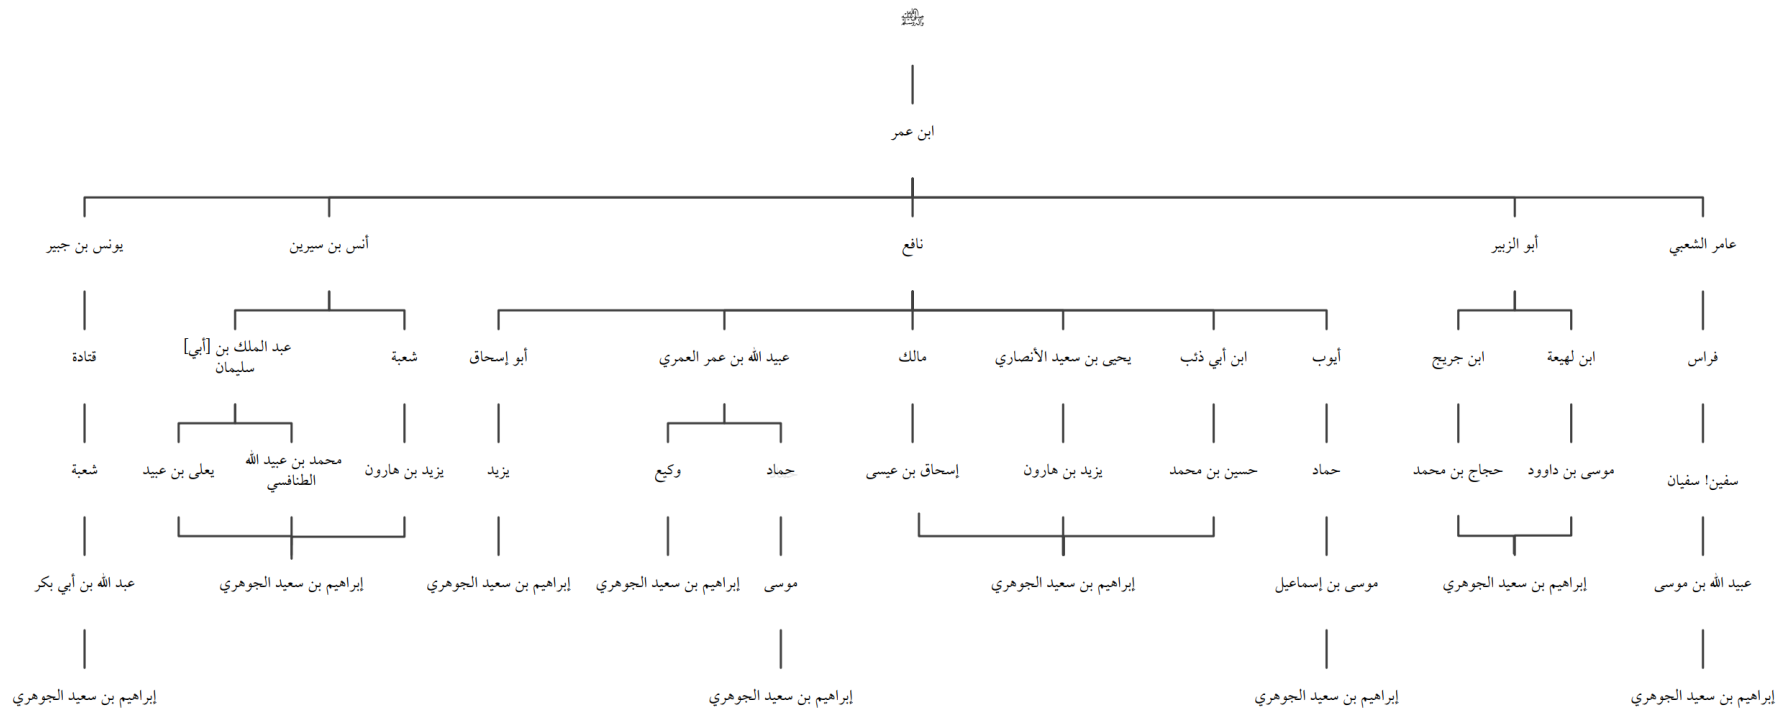 ﷺ
ابن عمر
عامر الشعبي
أبو الزبير
نافع
أنس بن سيرين
يونس بن جبير
فراس
ابن لهيعة
ابن جريج
أيوب
ابن أبي ذئب
يحيى بن سعيد الأنصاري
مالك
عبيد الله بن عمر العمري
أبو إسحاق
شعبة
عبد الملك بن [أبي]
سليمان
قتادة
سفين! سفيان
موسى بن داوود
حجاج بن محمد
حماد
حسين بن محمد
يزيد بن هارون
إسحاق بن عيسى
حماد
وكيع
يزيد
يزيد بن هارون
محمد بن عبيد الله
الطنافسي
يعلى بن عبيد
شعبة
عبيد الله بن موسى
إبراهيم بن سعيد الجوهري
موسى بن إسماعيل
إبراهيم بن سعيد الجوهري
موسى
إبراهيم بن سعيد الجوهري
إبراهيم بن سعيد الجوهري
إبراهيم بن سعيد الجوهري
عبد الله بن أبي بكر
إبراهيم بن سعيد الجوهري
إبراهيم بن سعيد الجوهري
إبراهيم بن سعيد الجوهري
إبراهيم بن سعيد الجوهري